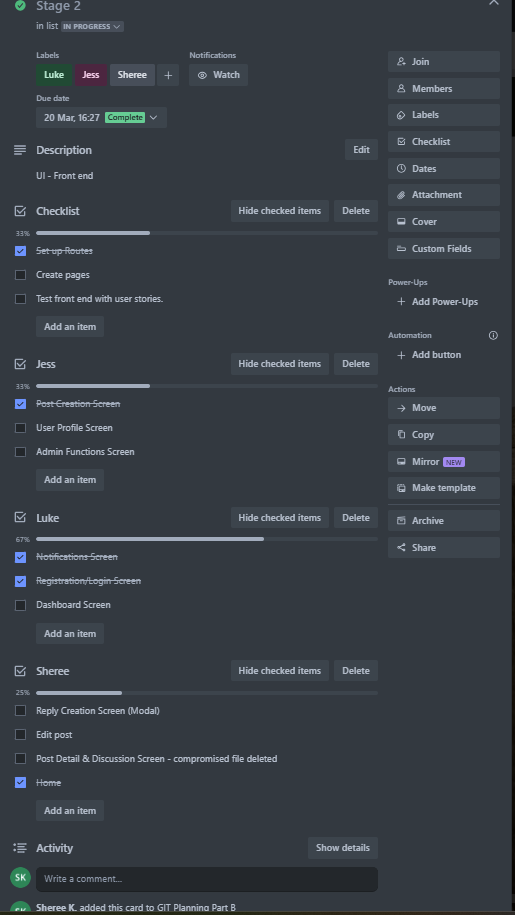 Stage 2
in list IN PROGRESS
Labels
Notifications
Luke Jess Sheree
Watch
Due date
20 Mar, 16:27 Complete
Description
Edit
UI - Front end
Checklist
Hide checked items
Delete
33%
Set up Routes
Create pages
Test front end with user stories.
Add an item
Jess
Hide checked items
Delete
33%
Post Creation Screen
User Profile Screen
Admin Functions Screen
Add an item
Luke
Hide checked items
Delete
67%
Notifications Screen
Registration/Login Screen
Dashboard Screen
Add an item
Sheree
Hide checked items
Delete
25%
Reply Creation Screen (Modal)
Edit post
Post Detail & Discussion Screen - compromised file deleted
Home
Add an item
Activity
Show details
SK
Write a comment...
SK
Sheree K. added this card to GIT Planning Part B
Join
Members
Labels
Checklist
Dates
Attachment
Cover
Custom Fields
Power-Ups
+ Add Power-Ups
Automation
+ Add button
Actions
Move
Copy
Mirror NEW
Make template
Archive
Share